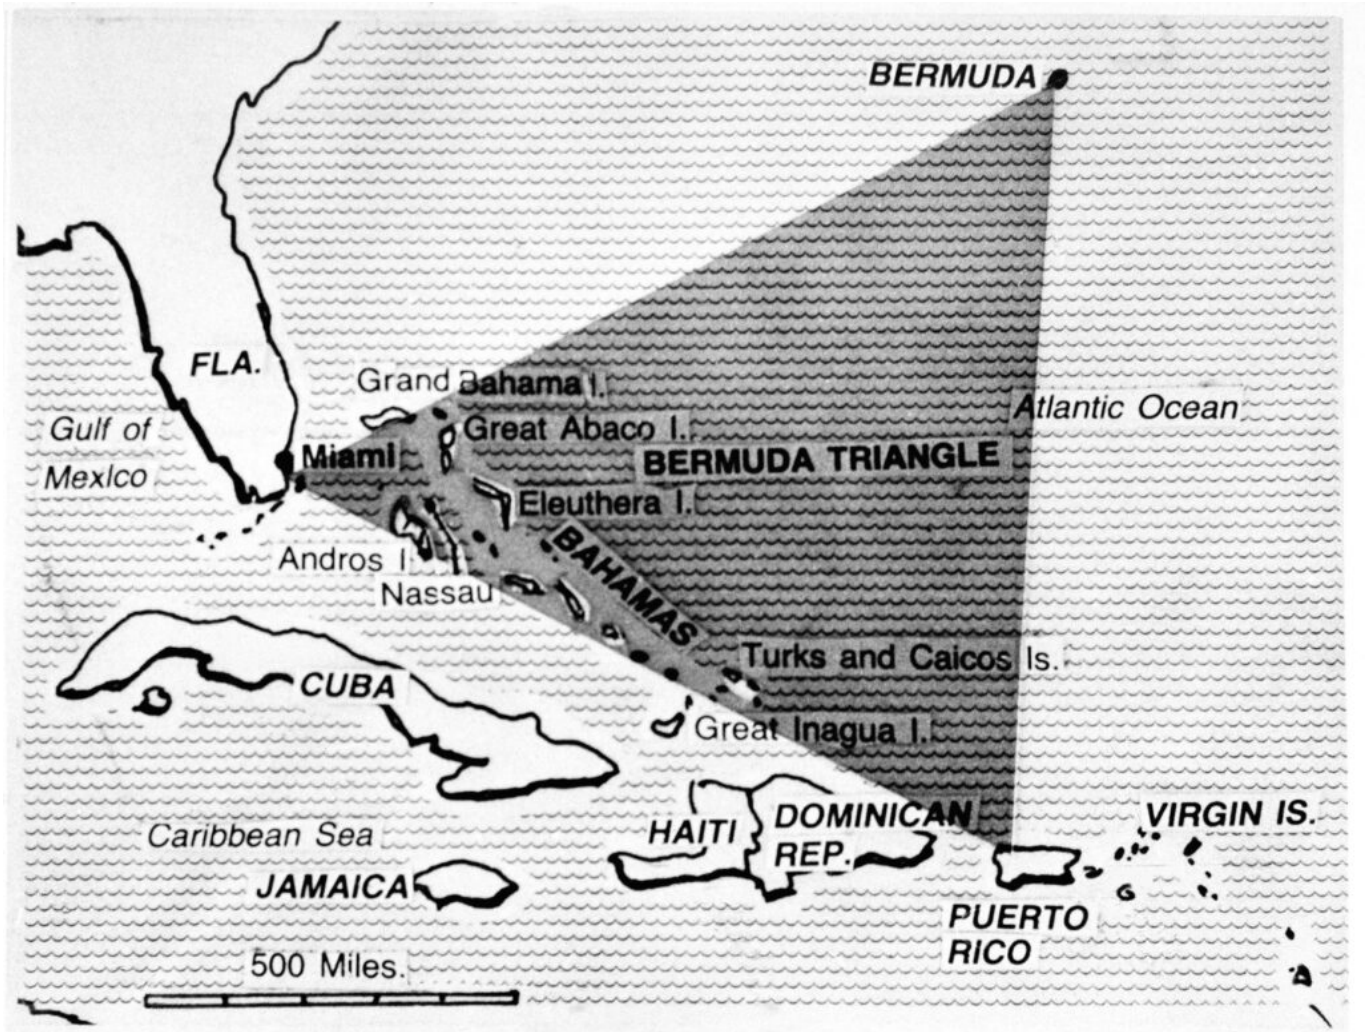 BERMUDA
FLA.
Grand Bahama I.
Gulf of
Mexico
Great Abaco I.
Atlantic Ocean
Miami
BERMUDA TRIANGLE
Eleuthera I.
Andros I.
BAHAMAS
Nassau
Turks and Caicos Is.
CUBA
Great Inagua I.
Caribbean Sea
HAITI
DOMINICAN
REP.
VIRGIN IS.
JAMAICA
PUERTO
RICO
500 Miles.